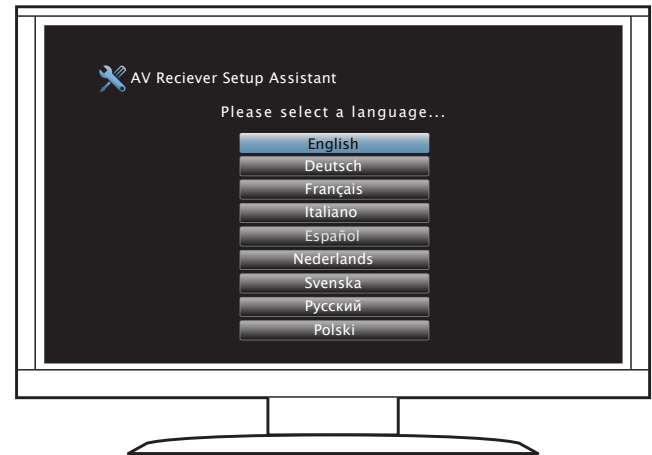 AV Reciever Setup Assistant
Please select a language...
English
Deutsch
Français
Italiano
Español
Nederlands
Svenska
Русский
Polski